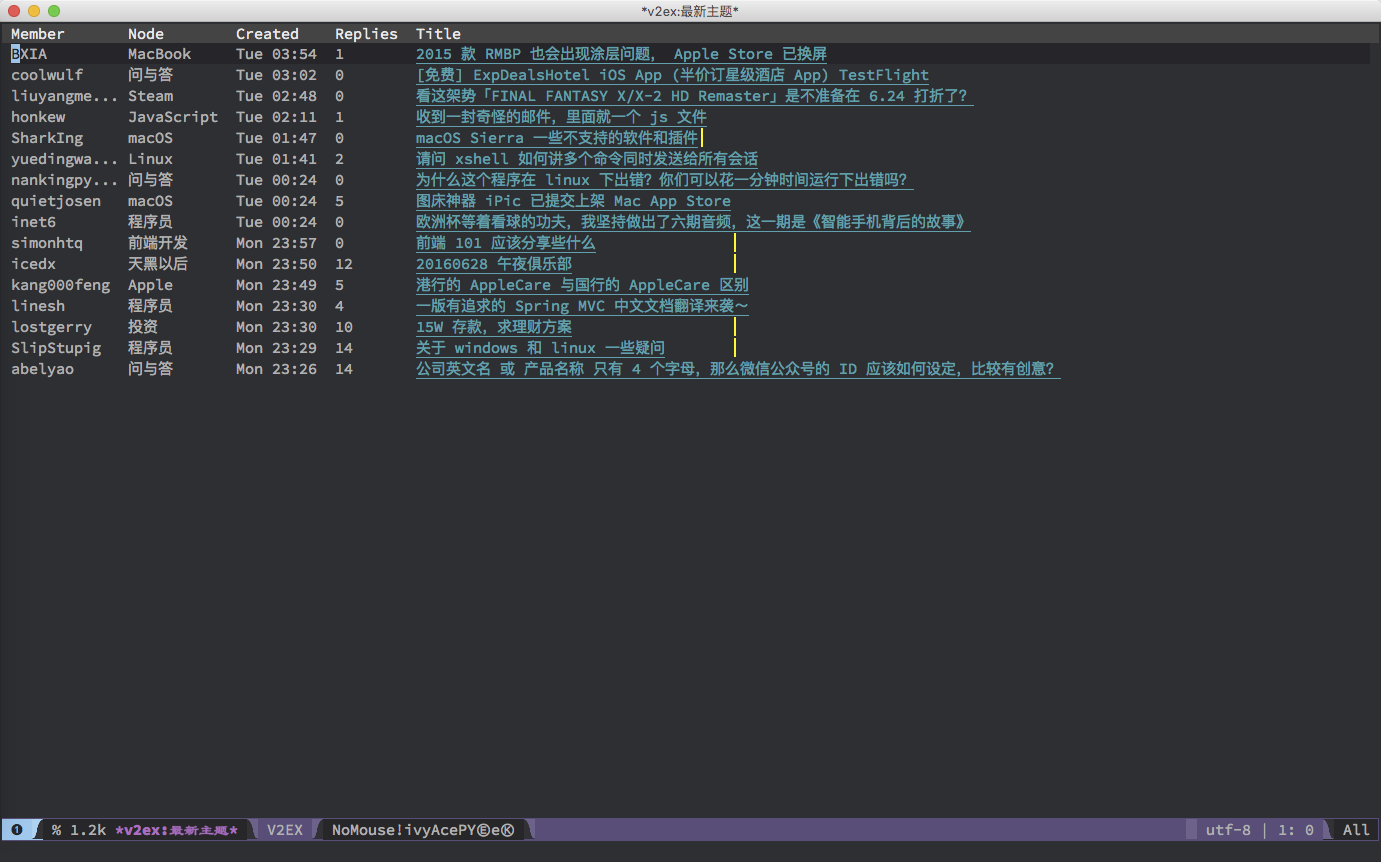 *v2ex:最新主题*
Member Node Created Replies Title
BXIA MacBook Tue 03:54 1 2015 款 RMBP 也会出现涂层问题， Apple Store 已换屏
coolwulf 问与答 Tue 03:02 0 [免费] ExpDealsHotel iOS App (半价订星级酒店 App) TestFlight
liuyangme... Steam Tue 02:48 0 看这架势「FINAL FANTASY X/X-2 HD Remaster」是不准备在 6.24 打折了？
honkew JavaScript Tue 02:11 1 收到一封奇怪的邮件，里面就一个 js 文件
SharkIng macOS Tue 01:47 0 macOS Sierra 一些不支持的软件和插件
yuedingwa... Linux Tue 01:41 2 请问 xshell 如何讲多个命令同时发送给所有会话
nankingpy... 问与答 Tue 00:24 0 为什么这个程序在 linux 下出错？你们可以花一分钟时间运行下出错吗？
quietjosen macOS Tue 00:24 5 图床神器 iPic 已提交上架 Mac App Store
inet6 程序员 Tue 00:24 0 欧洲杯等着看球的功夫，我坚持做出了六期音频，这一期是《智能手机背后的故事》
simonhtq 前端开发 Mon 23:57 0 前端 101 应该分享些什么
icedx 天黑以后 Mon 23:50 12 20160628 午夜俱乐部
kang000feng Apple Mon 23:49 5 港行的 AppleCare 与国行的 AppleCare 区别
linesh 程序员 Mon 23:30 4 一版有追求的 Spring MVC 中文文档翻译来袭～
lostgerry 投资 Mon 23:30 10 15W 存款，求理财方案
SlipStupig 程序员 Mon 23:29 14 关于 windows 和 linux 一些疑问
abelyao 问与答 Mon 23:26 14 公司英文名 或 产品名称 只有 4 个字母，那么微信公众号的 ID 应该如何设定，比较有创意？
❶ % 1.2k *v2ex:最新主题* V2EX NoMouse!ivyAcePYⒺeⓀ utf-8 | 1: 0 All